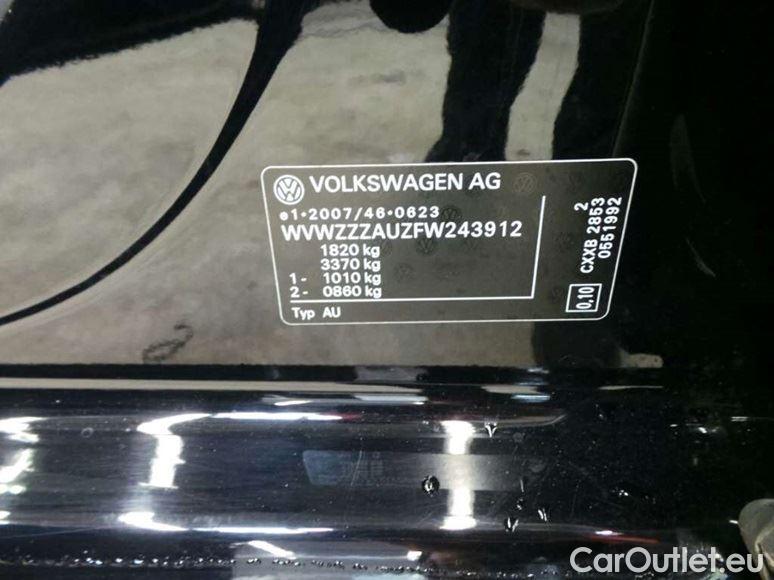 VOLKSWAGEN AG
e1*2007/46*0623
WVWZZZAUZFW243912
1820 kg
3370 kg
1- 1010 kg
2- 0860 kg
Typ AU
2
CXXB 2853
0551992
0,10
CarOutlet.eu